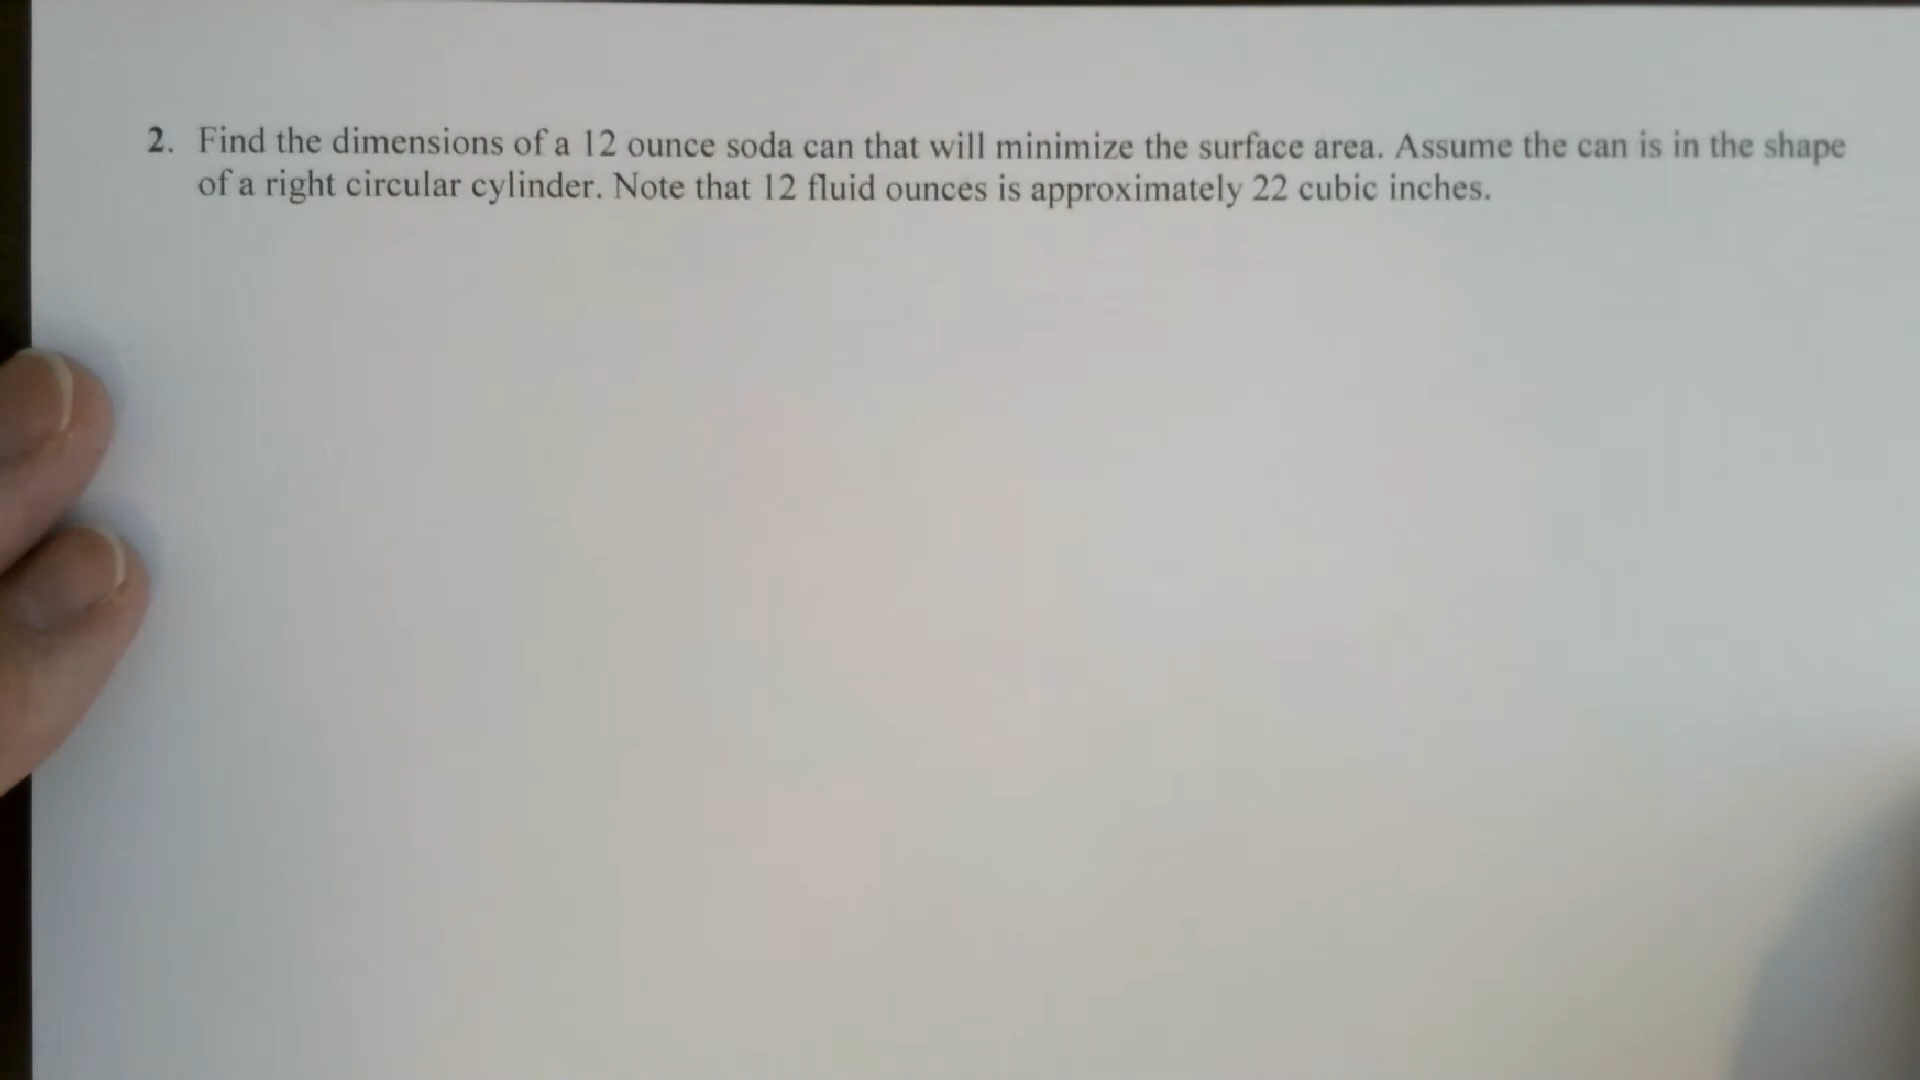 2. Find the dimensions of a 12 ounce soda can that will minimize the surface area. Assume the can is in the shape
of a right circular cylinder. Note that 12 fluid ounces is approximately 22 cubic inches.